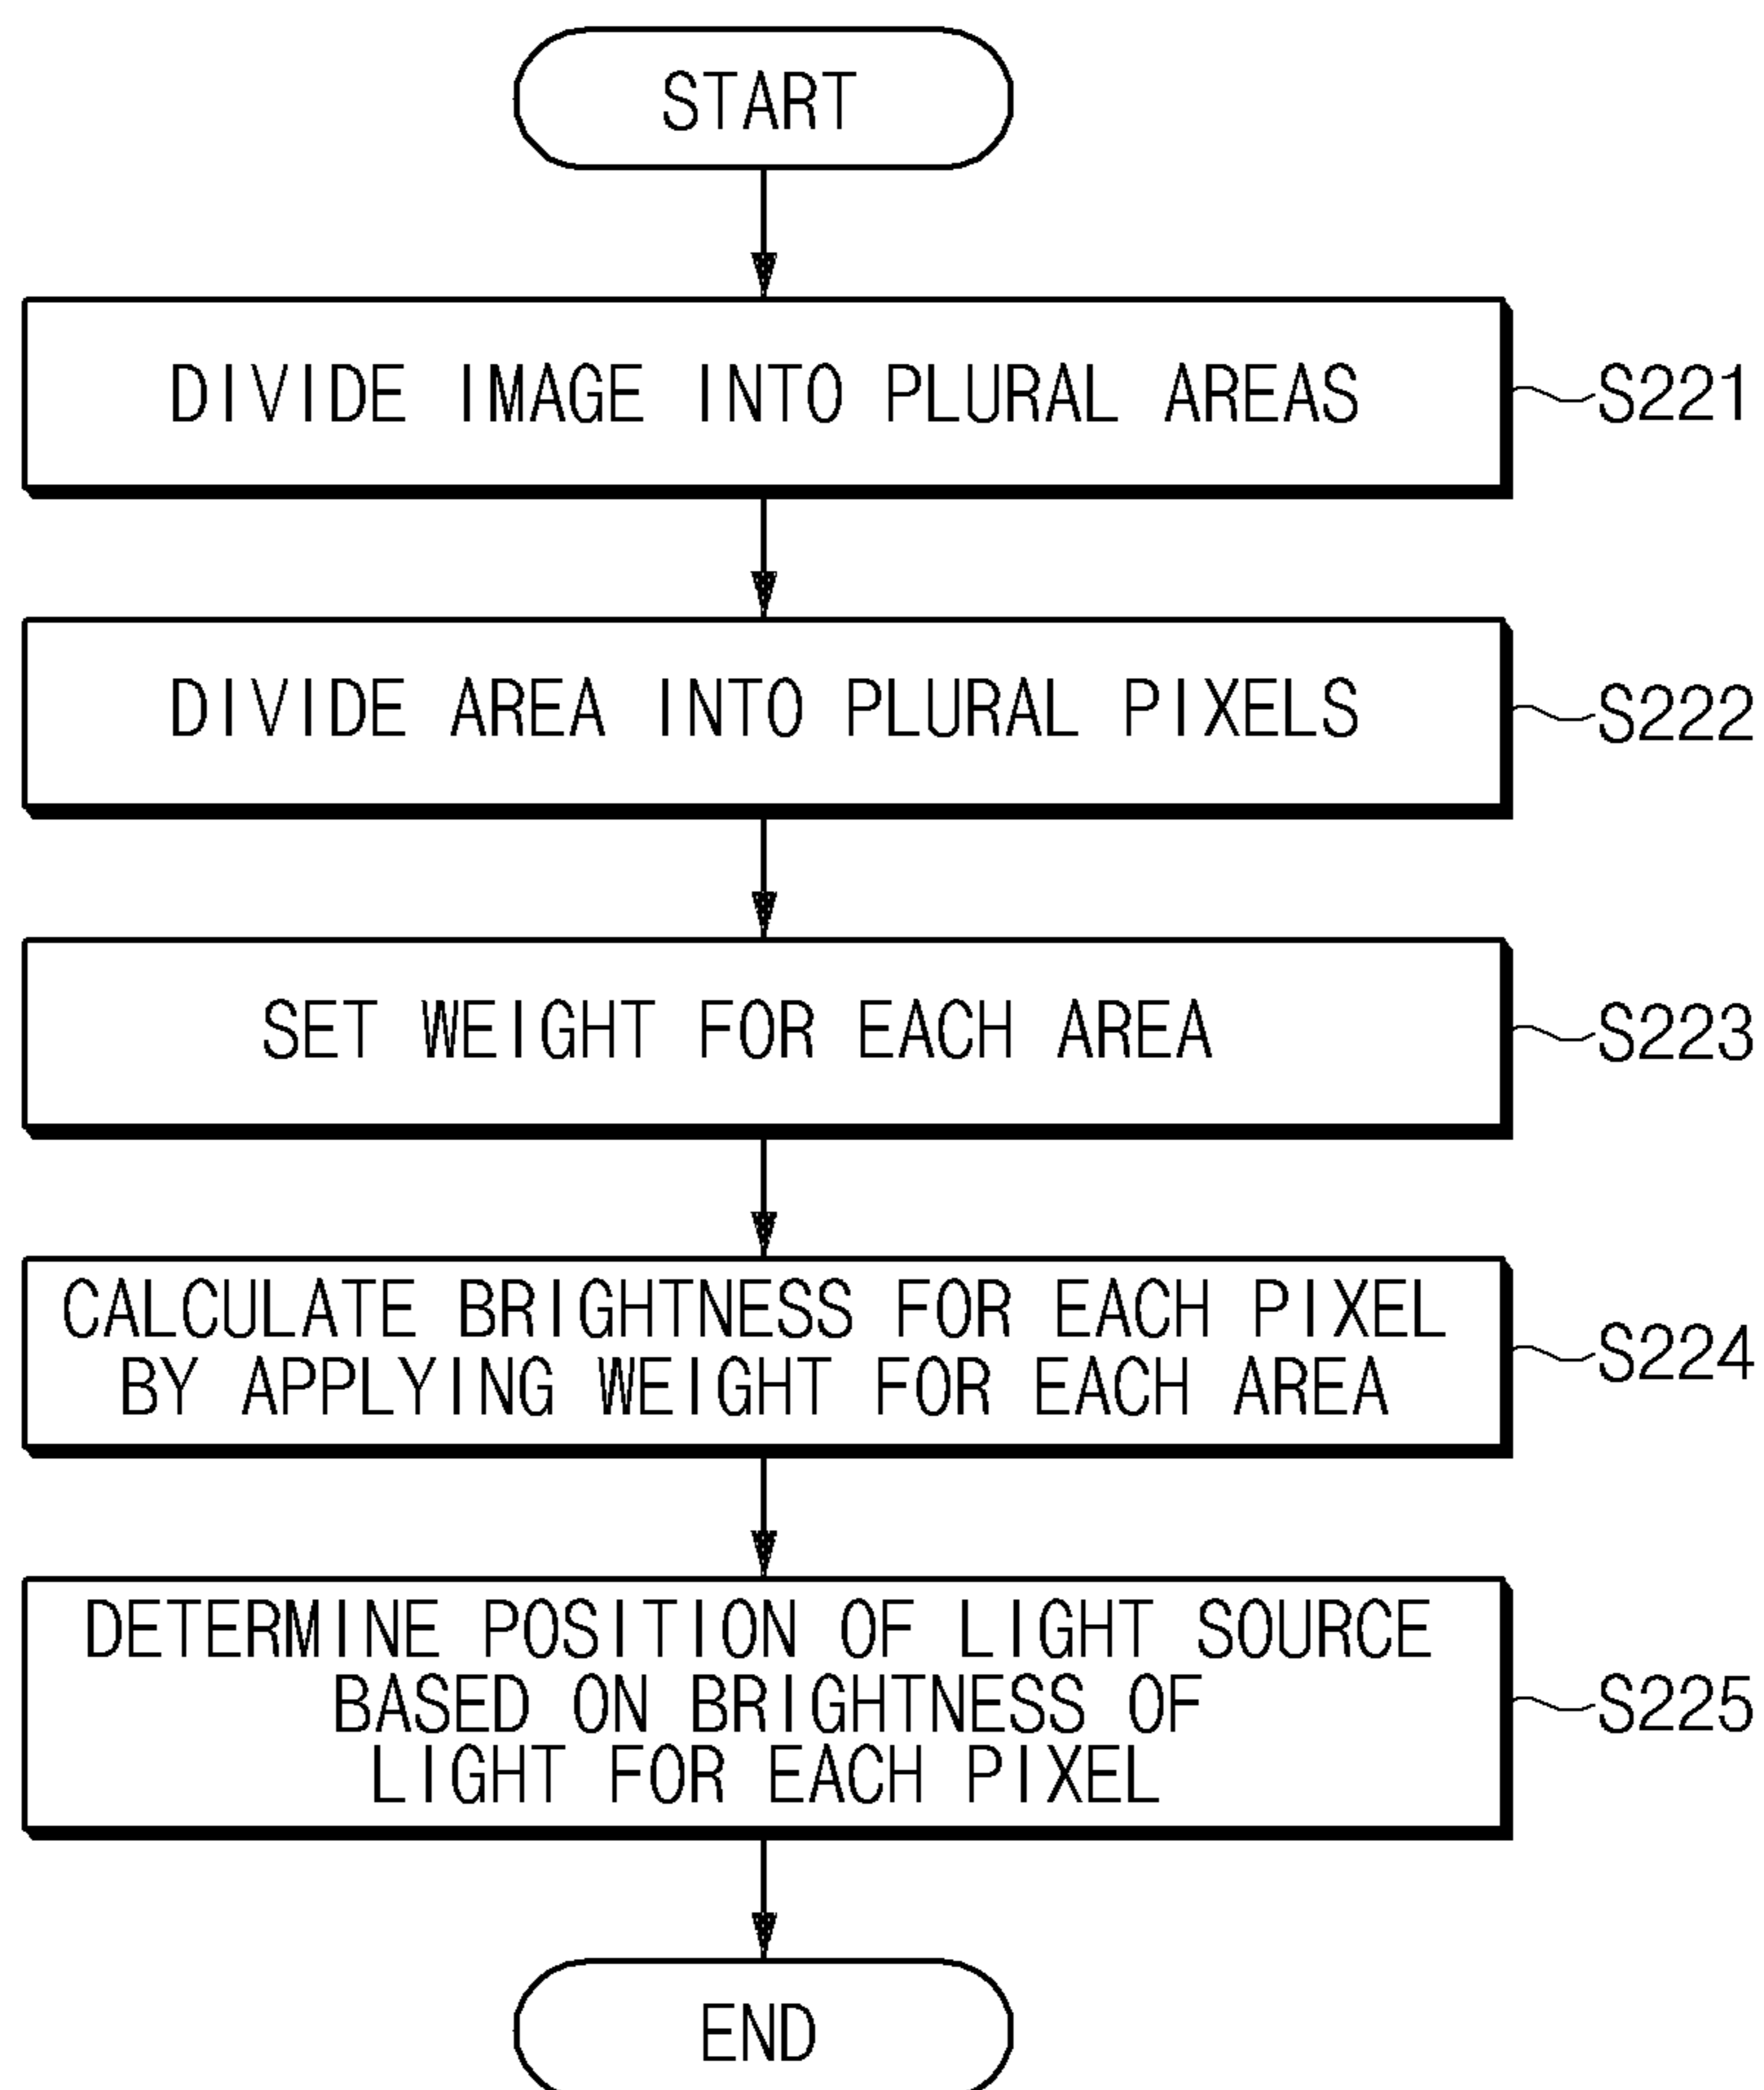 START
DIVIDE IMAGE INTO PLURAL AREAS
S221
DIVIDE AREA INTO PLURAL PIXELS
S222
SET WEIGHT FOR EACH AREA
S223
CALCULATE BRIGHTNESS FOR EACH PIXEL
BY APPLYING WEIGHT FOR EACH AREA
S224
DETERMINE POSITION OF LIGHT SOURCE
BASED ON BRIGHTNESS OF
LIGHT FOR EACH PIXEL
S225
END